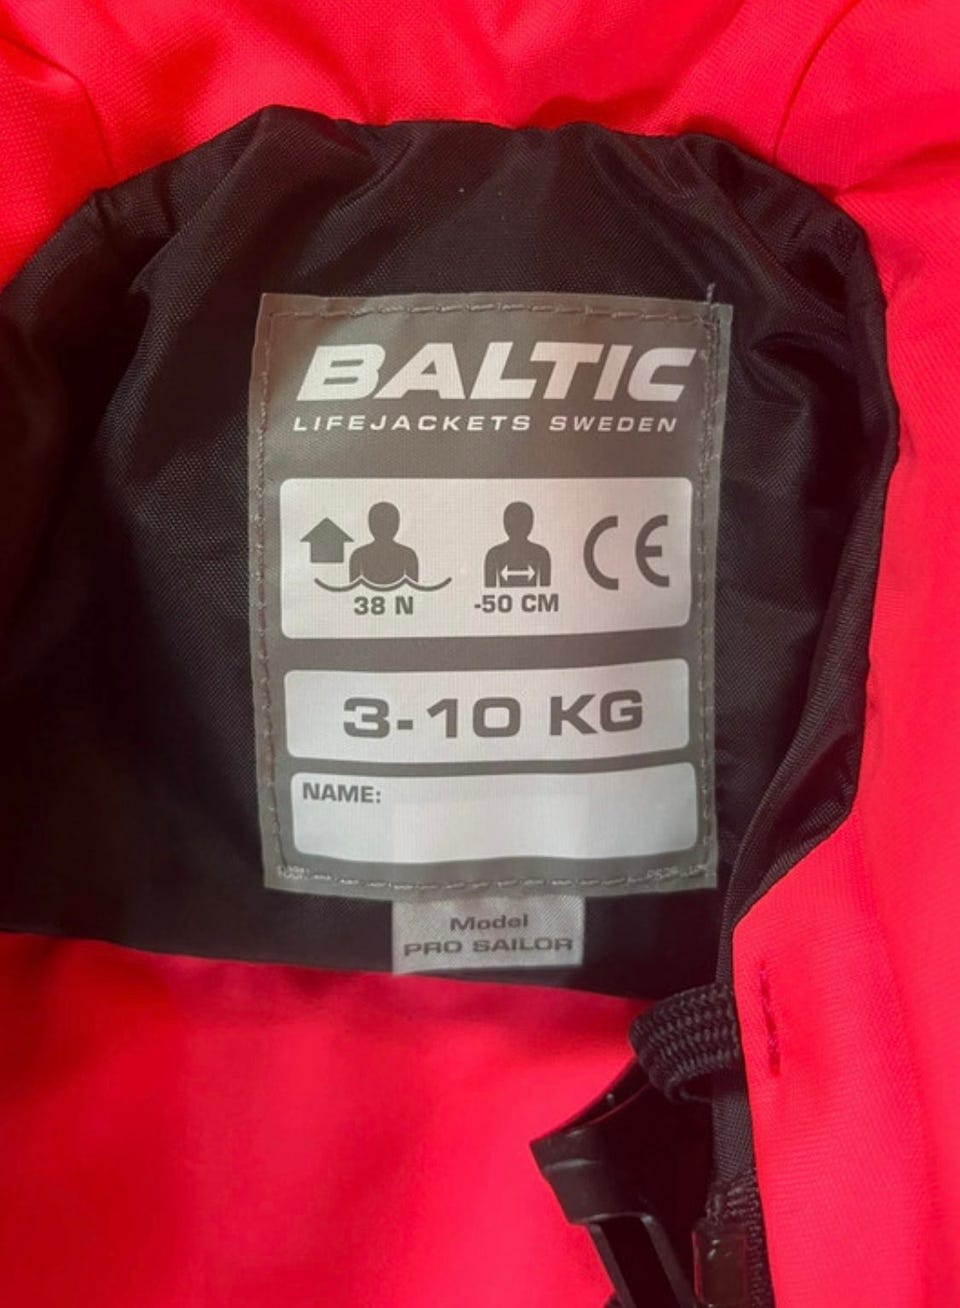 BALTIC
LIFEJACKETS SWEDEN
38 N
-50 CM
CE
3-10 KG
NAME:
Model
PRO SAILOR